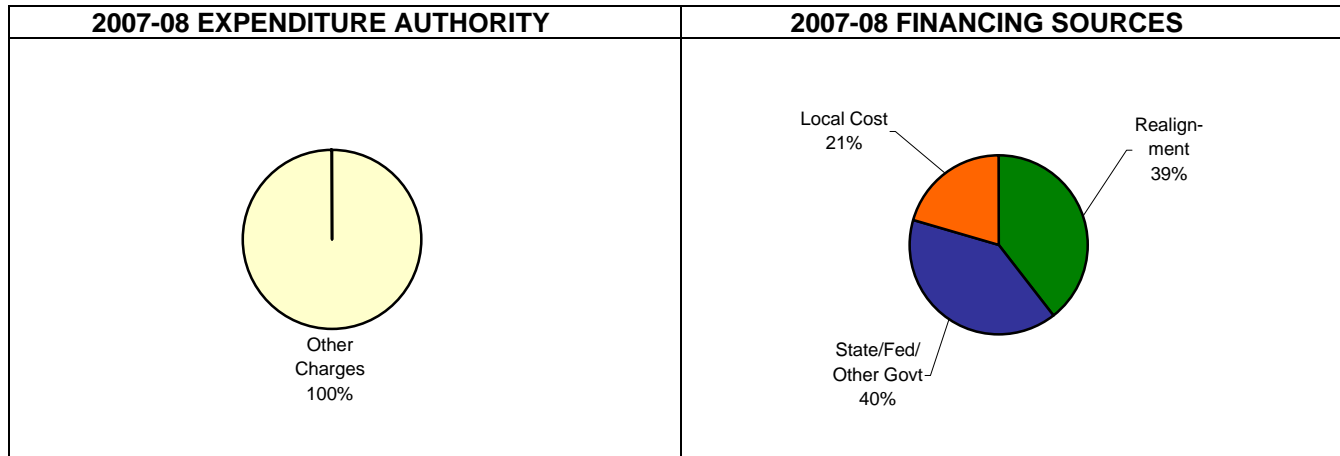 2007-08 EXPENDITURE AUTHORITY
2007-08 FINANCING SOURCES
Other
Charges
100%
Local Cost
21%
Realign-
ment
39%
State/Fed/
Other Govt
40%